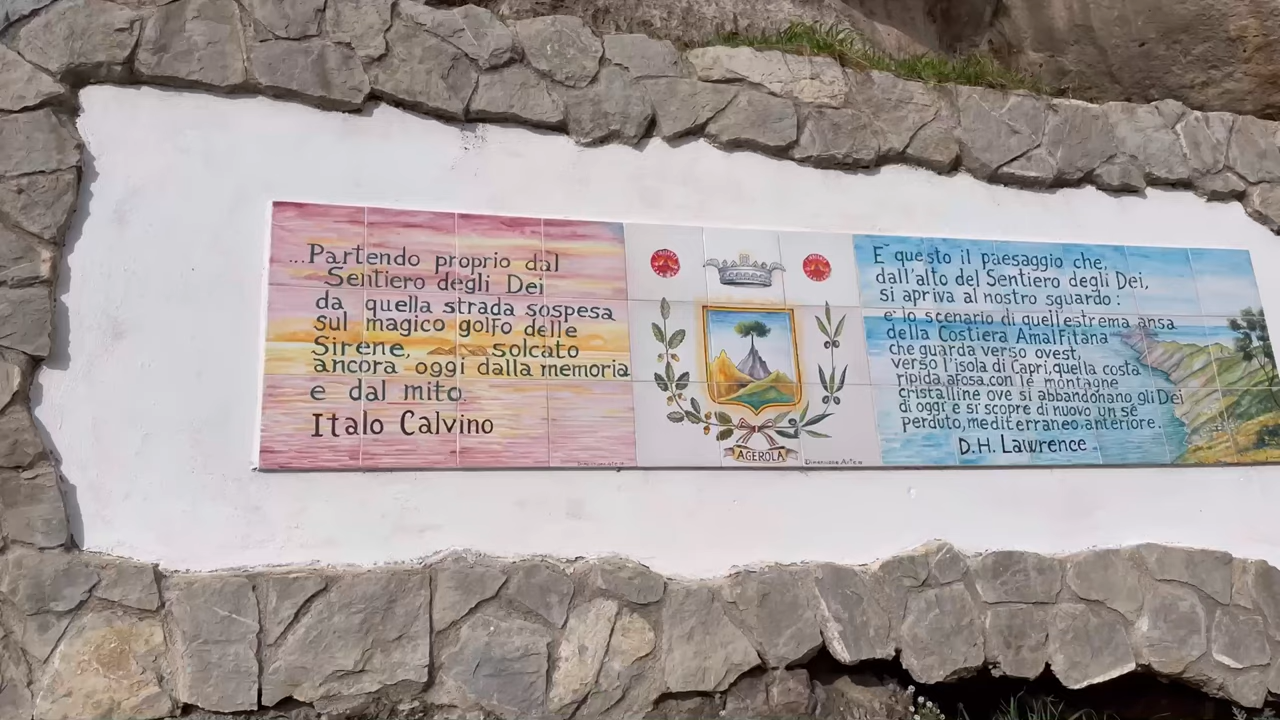 ...Partendo proprio dal
Sentiero degli Dei
da quella strada sospesa
sul magico golfo delle
Sirene, solcato
ancora oggi dalla memoria
e dal mito.
Italo Calvino
AGEROLA
E questo il paesaggio che,
dall'alto del Sentiero degli Dei,
si apriva al nostro sguardo:
e' lo scenario di quell'estrema ansa
della Costiera Amalfitana
che guarda verso ovest,
verso l'isola di Capri, quella costa
ripida, afosa, con le montagne
cristalline ove si abbandonano gli Dei
di oggi e si scopre di nuovo un sè
perduto, mediterraneo, anteriore.
D.H. Lawrence